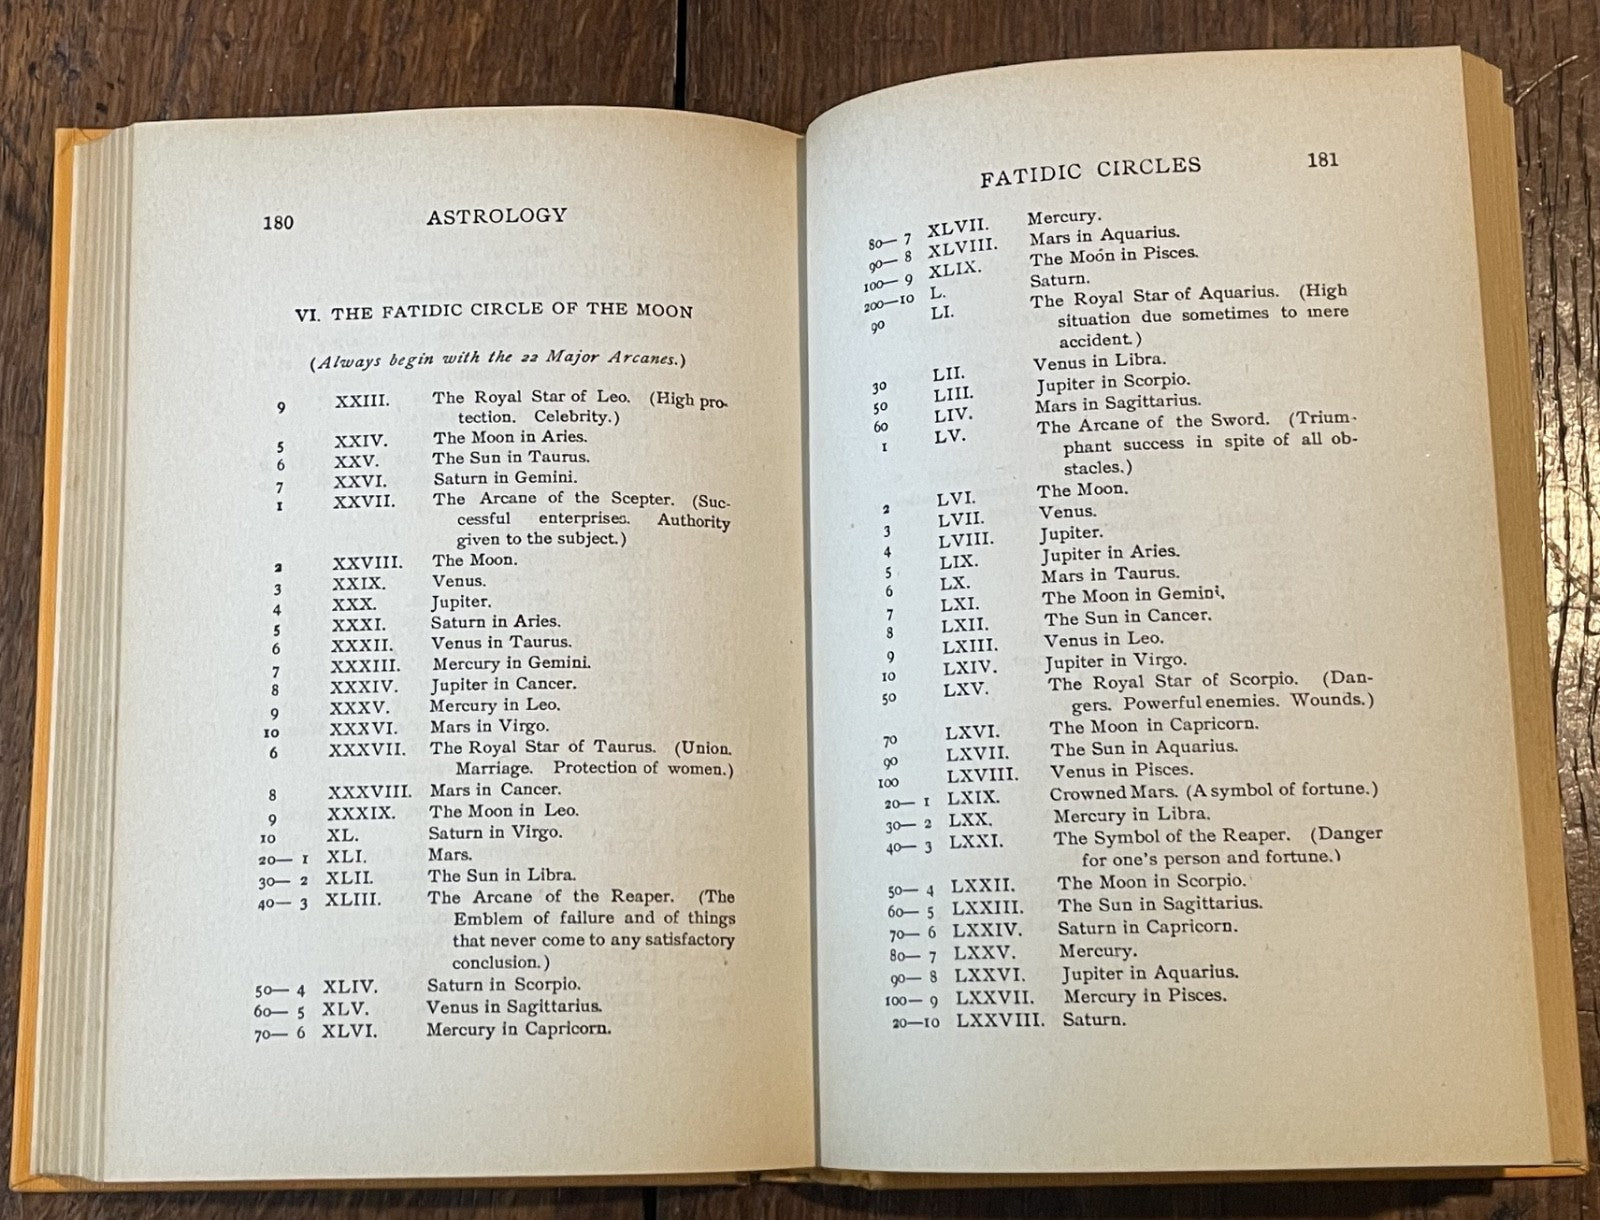 180 ASTROLOGY
VI. THE FATIDIC CIRCLE OF THE MOON
(Always begin with the 22 Major Arcanes.)
9 XXIII. The Royal Star of Leo. (High pro-
tection. Celebrity.)
5 XXIV. The Moon in Aries.
6 XXV. The Sun in Taurus.
7 XXVI. Saturn in Gemini.
1 XXVII. The Arcane of the Scepter. (Suc-
cessful enterprises. Authority
given to the subject.)
2 XXVIII. The Moon.
3 XXIX. Venus.
4 XXX. Jupiter.
5 XXXI. Saturn in Aries.
6 XXXII. Venus in Taurus.
7 XXXIII. Mercury in Gemini.
8 XXXIV. Jupiter in Cancer.
9 XXXV. Mercury in Leo.
10 XXXVI. Mars in Virgo.
6 XXXVII. The Royal Star of Taurus. (Union.
Marriage. Protection of women.)
8 XXXVIII. Mars in Cancer.
9 XXXIX. The Moon in Leo.
10 XL. Saturn in Virgo.
20— 1 XLI. Mars.
30— 2 XLII. The Sun in Libra.
40— 3 XLIII. The Arcane of the Reaper. (The
Emblem of failure and of things
that never come to any satisfactory
conclusion.)
50— 4 XLIV. Saturn in Scorpio.
60— 5 XLV. Venus in Sagittarius.
70— 6 XLVI. Mercury in Capricorn.
FATIDIC CIRCLES 181
80— 7 XLVII. Mercury.
90— 8 XLVIII. Mars in Aquarius.
100— 9 XLIX. The Moon in Pisces.
200—10 L. Saturn.
90 LI. The Royal Star of Aquarius. (High
situation due sometimes to mere
accident.)
30 LII. Venus in Libra.
50 LIII. Jupiter in Scorpio.
60 LIV. Mars in Sagittarius.
1 LV. The Arcane of the Sword. (Trium-
phant success in spite of all ob-
stacles.)
2 LVI. The Moon.
3 LVII. Venus.
4 LVIII. Jupiter.
5 LIX. Jupiter in Aries.
6 LX. Mars in Taurus.
7 LXI. The Moon in Gemini.
8 LXII. The Sun in Cancer.
9 LXIII. Venus in Leo.
10 LXIV. Jupiter in Virgo.
50 LXV. The Royal Star of Scorpio. (Dan-
gers. Powerful enemies. Wounds.)
70 LXVI. The Moon in Capricorn.
90 LXVII. The Sun in Aquarius.
100 LXVIII. Venus in Pisces.
20— 1 LXIX. Crowned Mars. (A symbol of fortune.)
30— 2 LXX. Mercury in Libra.
40— 3 LXXI. The Symbol of the Reaper. (Danger
for one's person and fortune.)
50— 4 LXXII. The Moon in Scorpio.
60— 5 LXXIII. The Sun in Sagittarius.
70— 6 LXXIV. Saturn in Capricorn.
80— 7 LXXV. Mercury.
90— 8 LXXVI. Jupiter in Aquarius.
100— 9 LXXVII. Mercury in Pisces.
20—10 LXXVIII. Saturn.